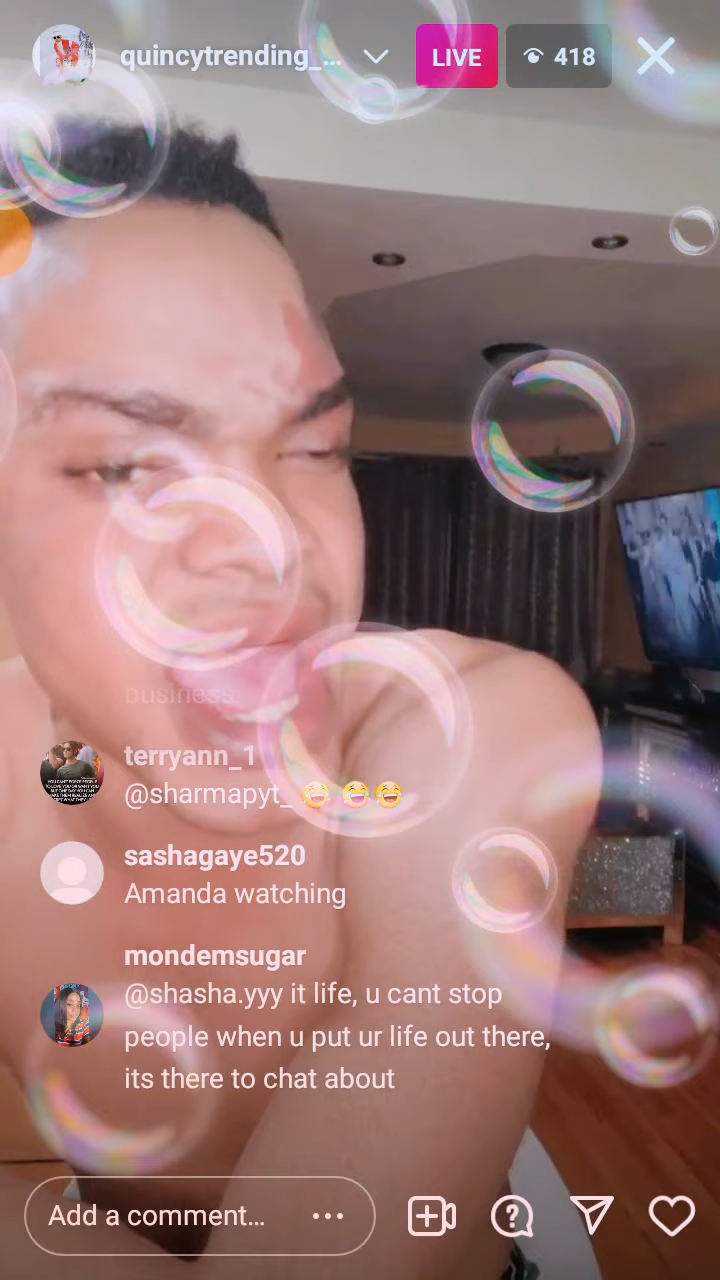 quincytrending_...
LIVE
418
business
terryann_1
@sharmapyt_ 😂 😂😂
sashagaye520
Amanda watching
mondemsugar
@shasha.yyy it life, u cant stop
people when u put ur life out there,
its there to chat about
Add a comment...